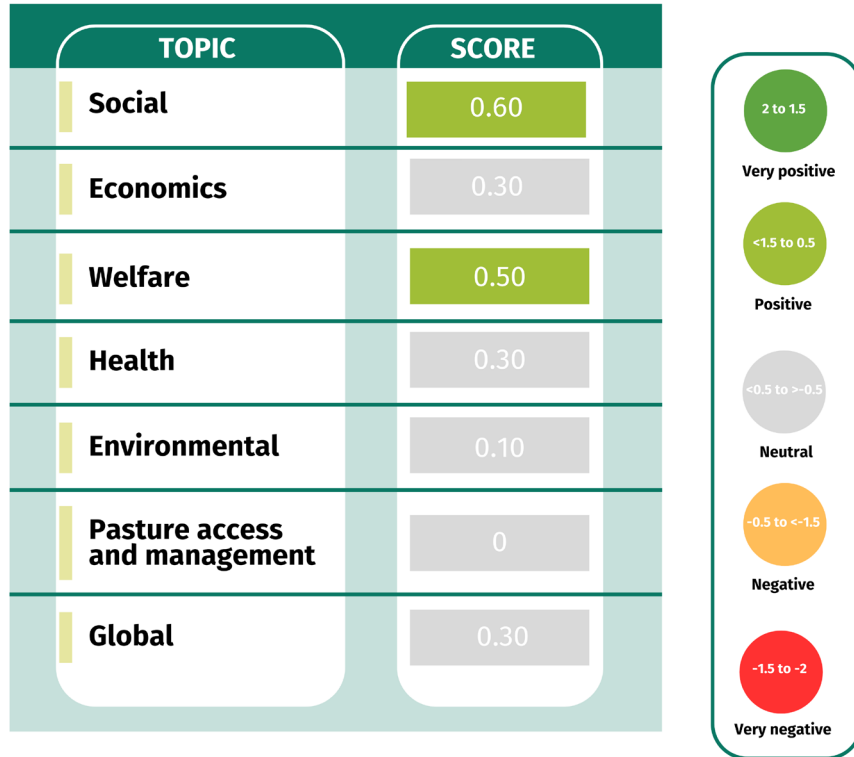 TOPIC SCORE
Social 0.60
Economics 0.30
Welfare 0.50
Health 0.30
Environmental 0.10
Pasture access
and management 0
Global 0.30
2 to 1.5
Very positive
<1.5 to 0.5
Positive
<0.5 to >-0.5
Neutral
-0.5 to <-1.5
Negative
-1.5 to -2
Very negative